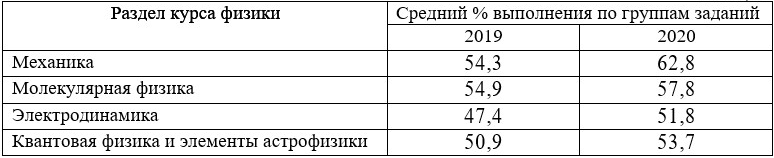 Раздел курса физики Средний % выполнения по группам заданий
2019 2020
Механика 54,3 62,8
Молекулярная физика 54,9 57,8
Электродинамика 47,4 51,8
Квантовая физика и элементы астрофизики 50,9 53,7